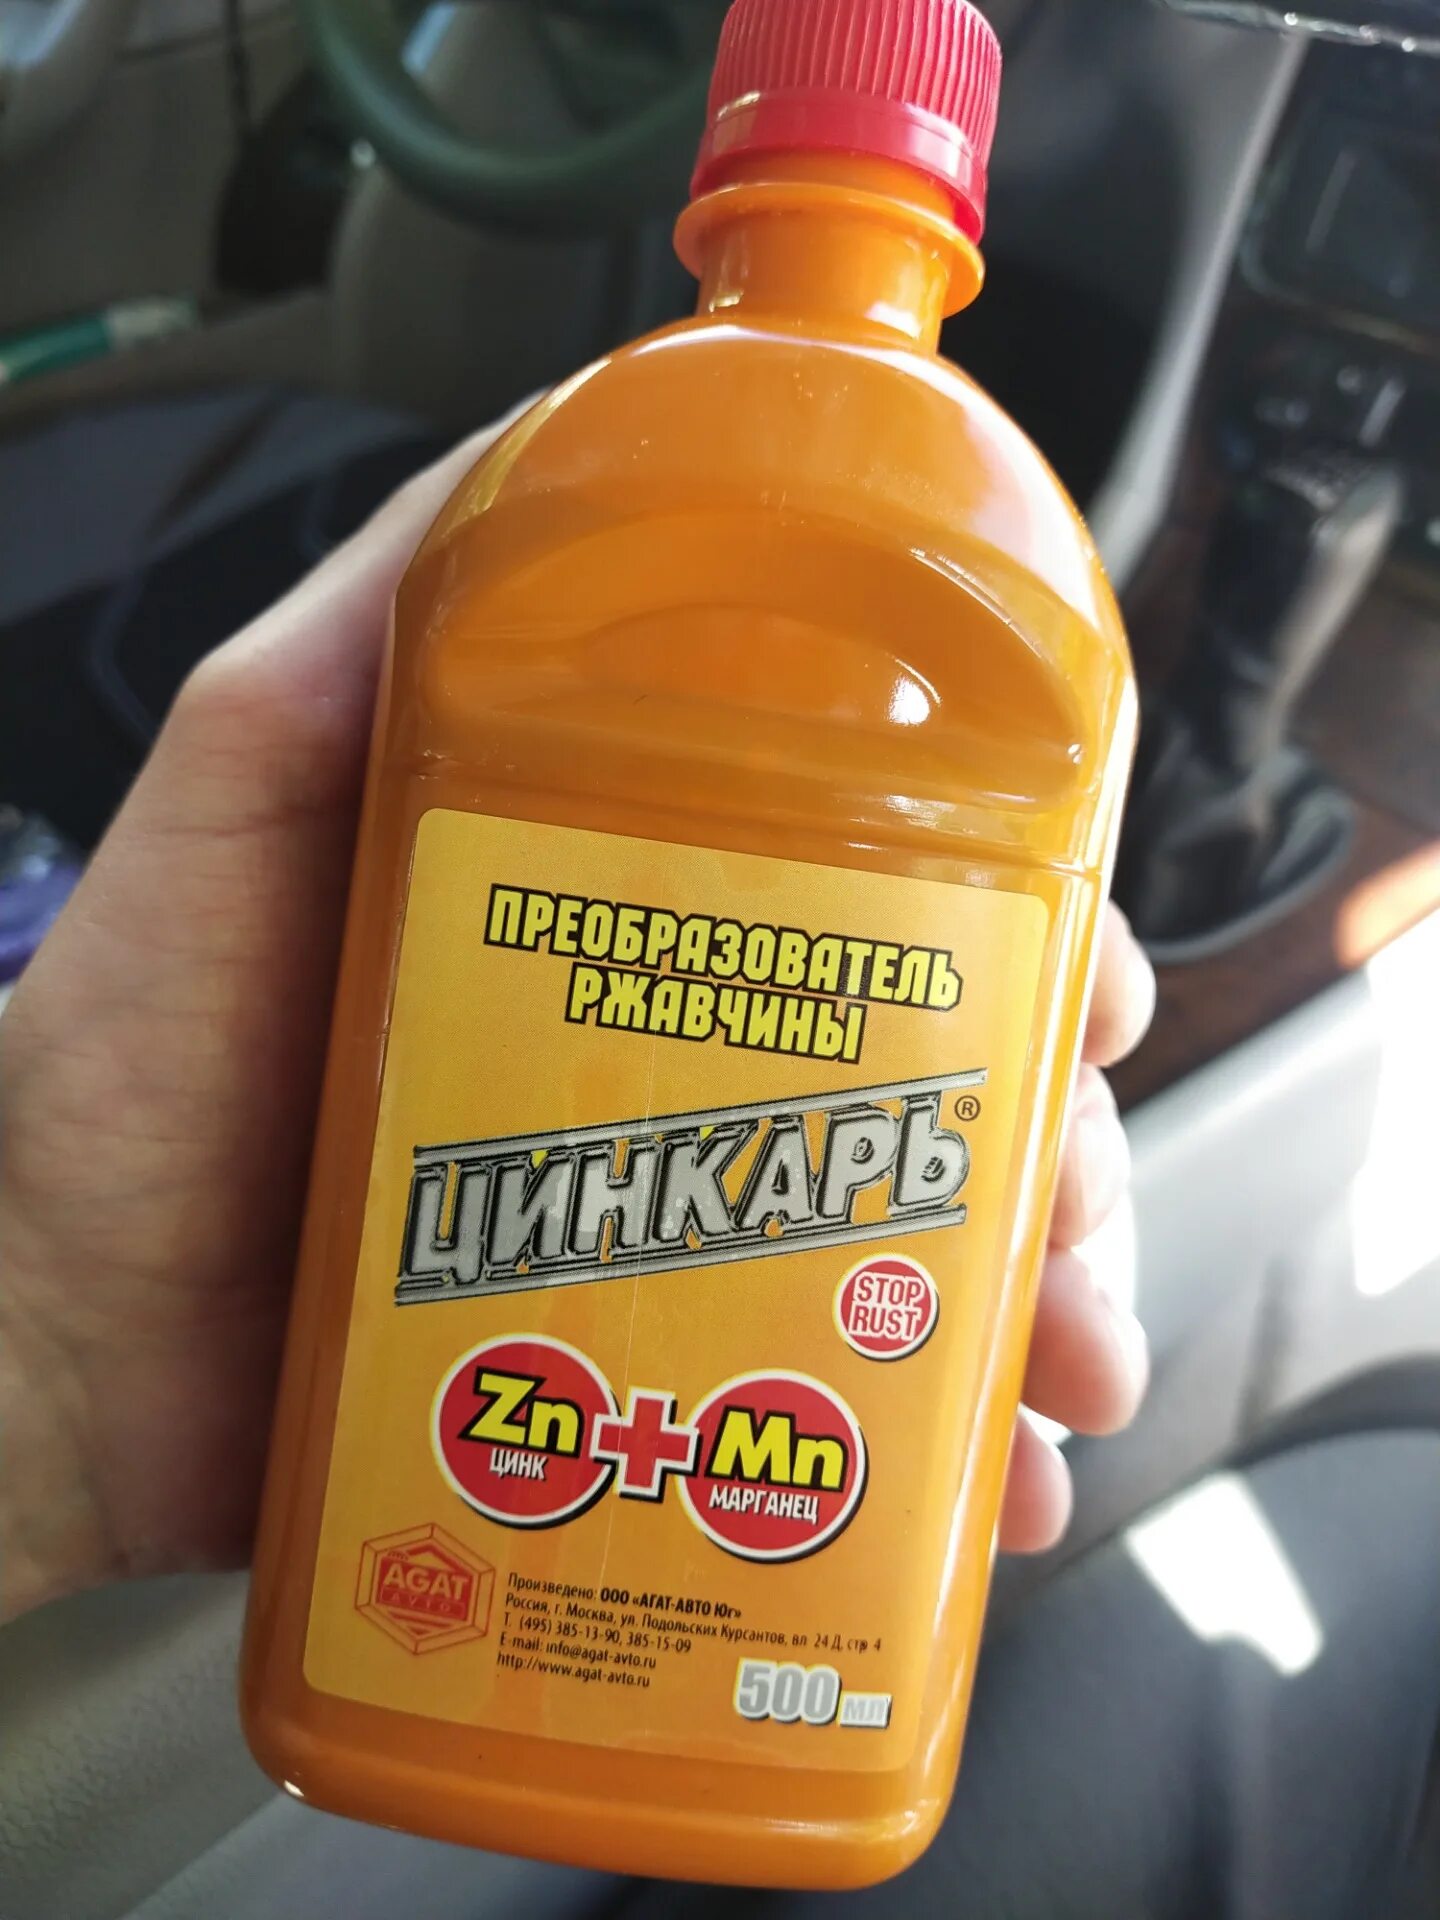 ПРЕОБРАЗОВАТЕЛЬ
РЖАВЧИНЫ
ЦИНКАРЬ®
STOP
RUST
Zn + Mn
ЦИНК
МАРГАНЕЦ
AGAT
AVTO
Произведено: ООО «АГАТ-АВТО Юг»
Россия, г. Москва, ул. Подольских Курсантов, вл. 24 Д, стр 4
Т. (495) 385-13-90, 385-15-09
E-mail: info@agat-avto.ru
http://www.agat-avto.ru
500 МЛ